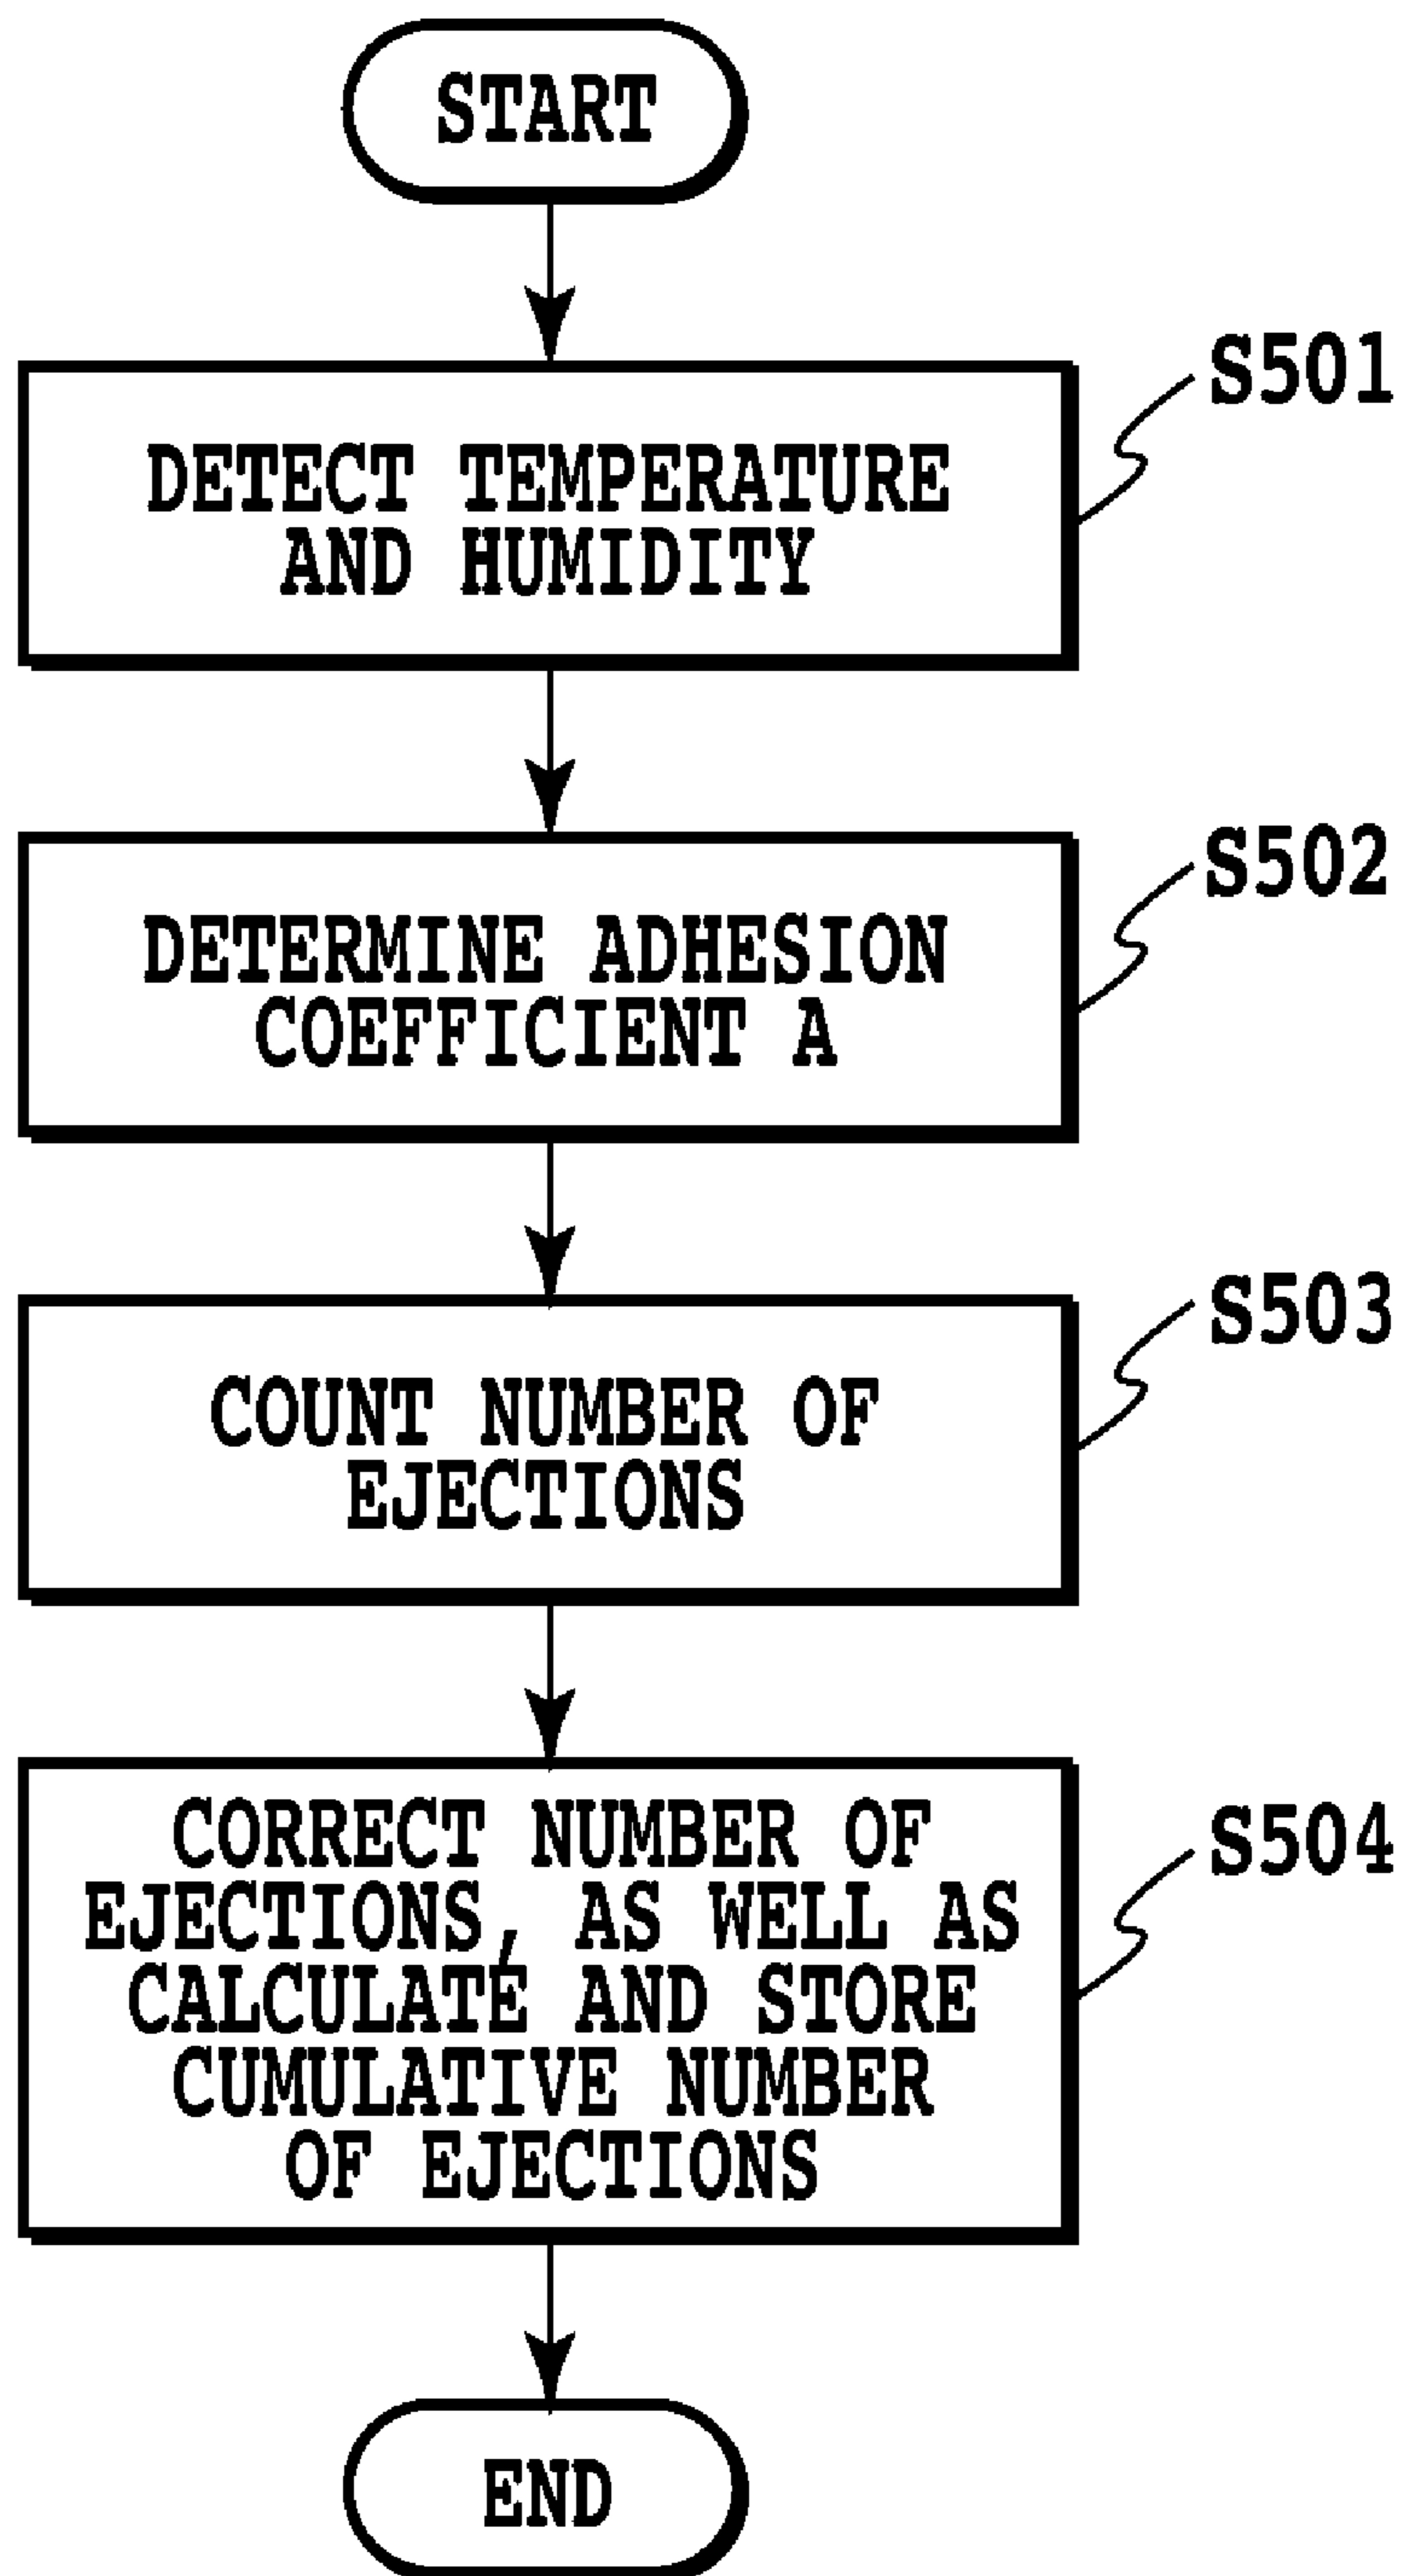 START
S501
DETECT TEMPERATURE
AND HUMIDITY
S502
DETERMINE ADHESION
COEFFICIENT A
S503
COUNT NUMBER OF
EJECTIONS
S504
CORRECT NUMBER OF
EJECTIONS, AS WELL AS
CALCULATE AND STORE
CUMULATIVE NUMBER
OF EJECTIONS
END